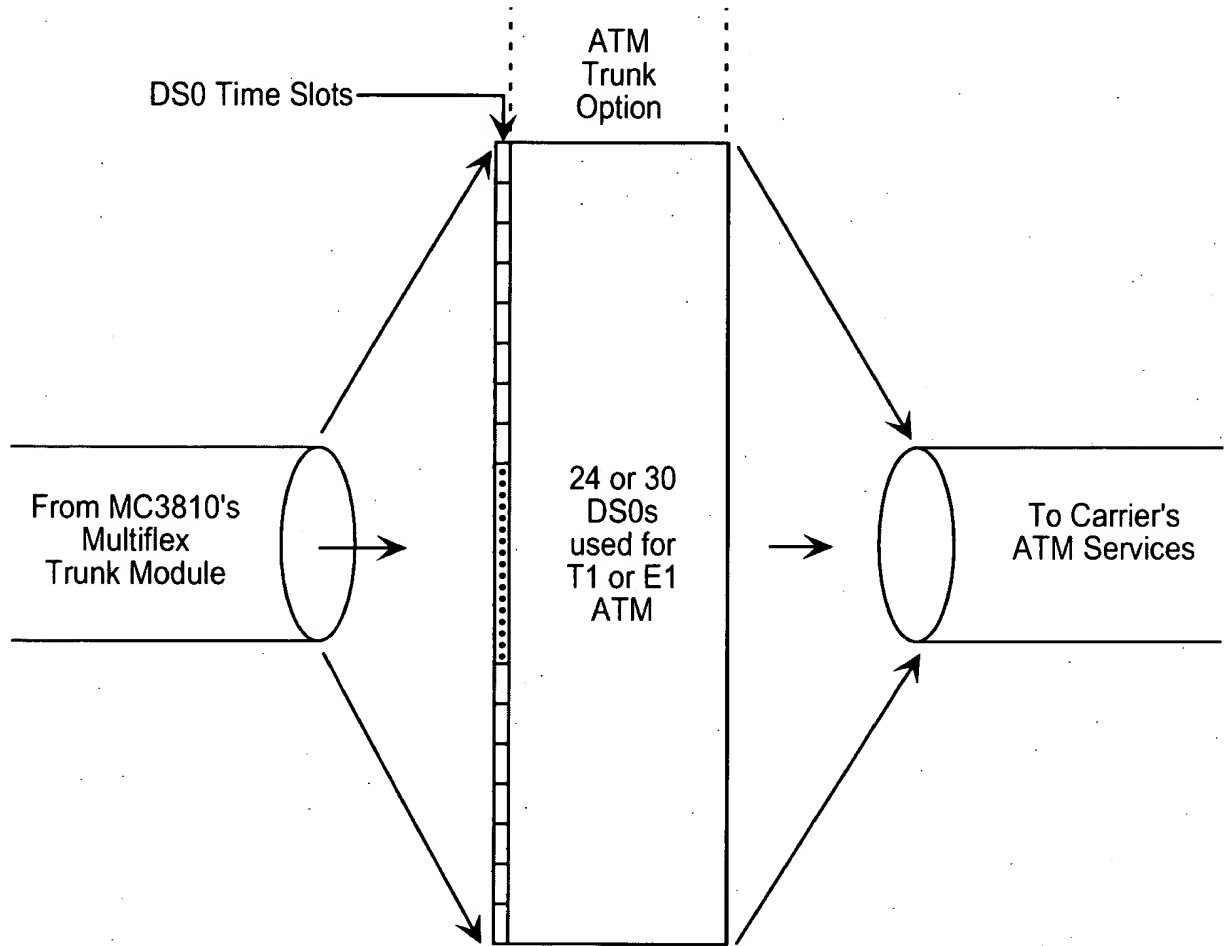 ATM
Trunk
Option
DS0 Time Slots
From MC3810's
Multiflex
Trunk Module
24 or 30
DS0s
used for
T1 or E1
ATM
To Carrier's
ATM Services